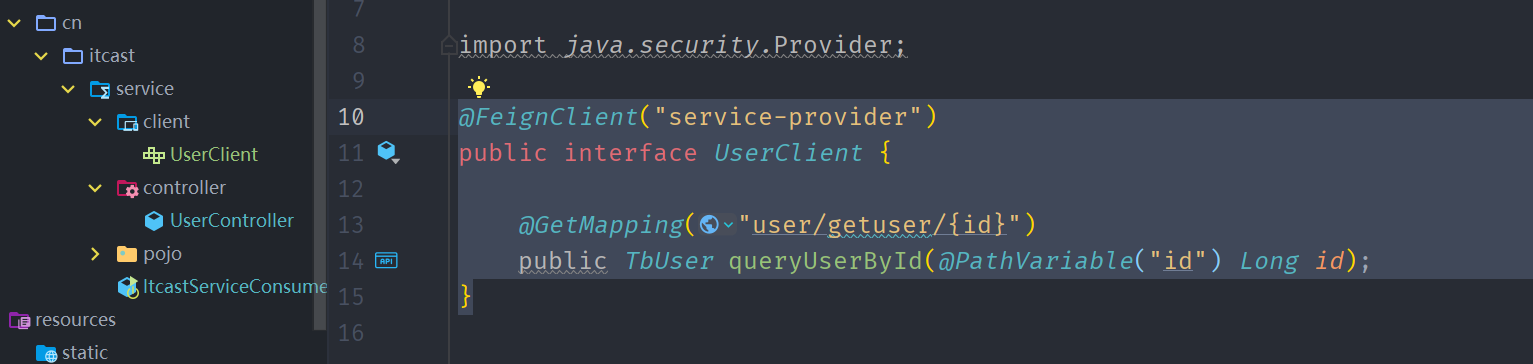 cn
itcast
service
client
UserClient
controller
UserController
pojo
ItcastServiceConsume
resources
static
7
8 import java.security.Provider;
9
10 @FeignClient("service-provider")
11 public interface UserClient {
12
13 @GetMapping("user/getuser/{id}")
14 API public TbUser queryUserById(@PathVariable("id") Long id);
15 }
16